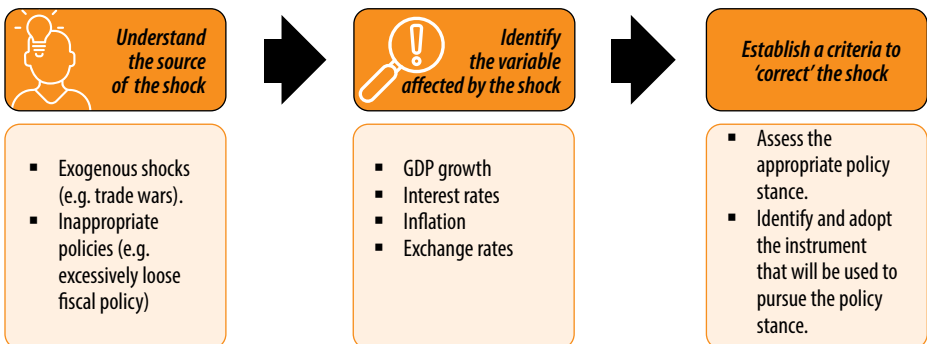 Understand
the source
of the shock
Identify
the variable
affected by the shock
Establish a criteria to
‘correct’ the shock
▪ Exogenous shocks
(e.g. trade wars).
▪ Inappropriate
policies (e.g.
excessively loose
fiscal policy)
▪ GDP growth
▪ Interest rates
▪ Inflation
▪ Exchange rates
▪ Assess the
appropriate policy
stance.
▪ Identify and adopt
the instrument
that will be used to
pursue the policy
stance.